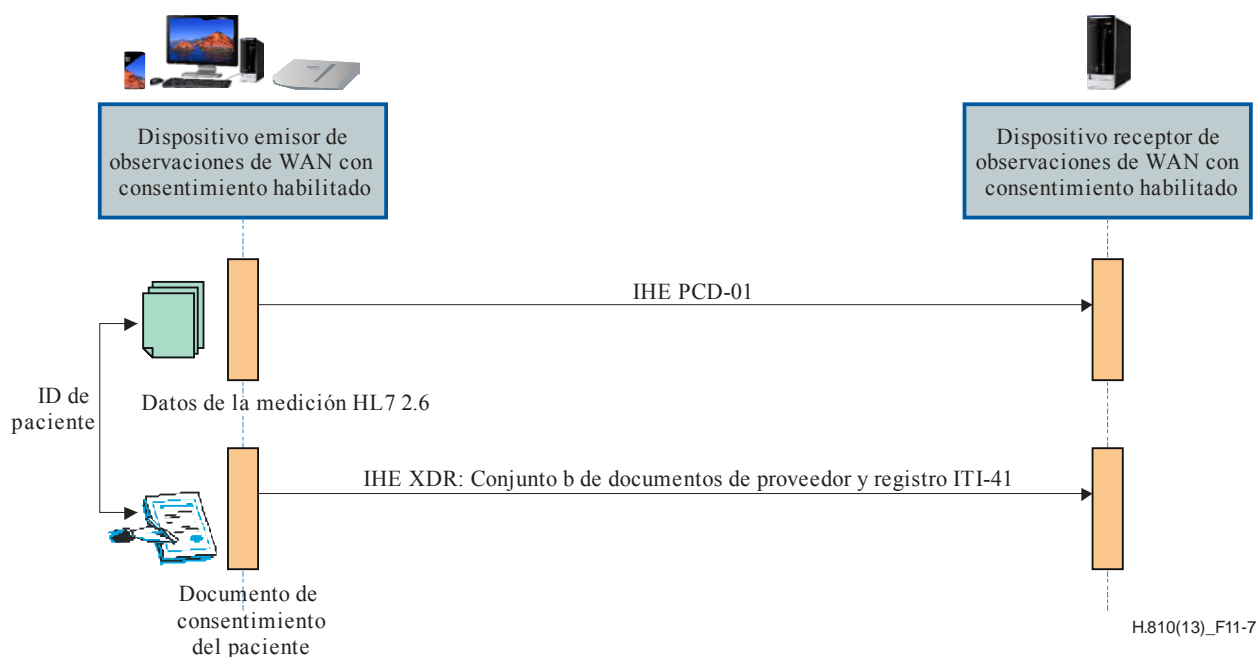 Dispositivo emisor de
observaciones de WAN con
consentimiento habilitado
Dispositivo receptor de
observaciones de WAN con
consentimiento habilitado
IHE PCD-01
ID de
paciente
Datos de la medición HL7 2.6
IHE XDR: Conjunto b de documentos de proveedor y registro ITI-41
Documento de
consentimiento
del paciente
H.810(13)_F11-7